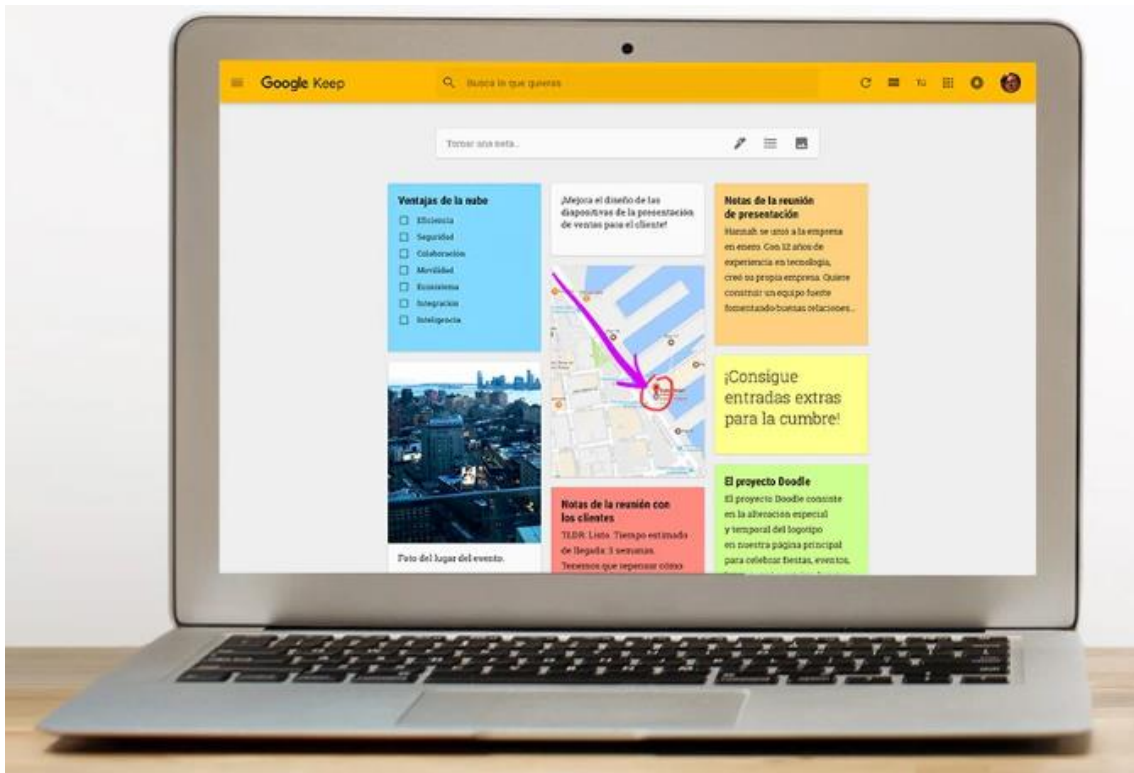 Google Keep
Busca lo que quieras
Tomar una nota...
Ventajas de la nube
Eficiencia
Seguridad
Colaboración
Movilidad
Ecosistema
Integración
Inteligencia
Foto del lugar del evento.
¡Mejora el diseño de las
diapositivas de la presentación
de ventas para el cliente!
Notas de la reunión con
los clientes
TLDR: Listo. Tiempo estimado
de llegada: 3 semanas.
Tenemos que repensar cómo
Notas de la reunión
de presentación
Hannah se unió a la empresa
en enero. Con 12 años de
experiencia en tecnología,
creó su propia empresa. Quiere
construir un equipo fuerte
fomentando buenas relaciones...
¡Consigue
entradas extras
para la cumbre!
El proyecto Doodle
El proyecto Doodle consiste
en la alteración especial
y temporal del logotipo
en nuestra página principal
para celebrar fiestas, eventos,